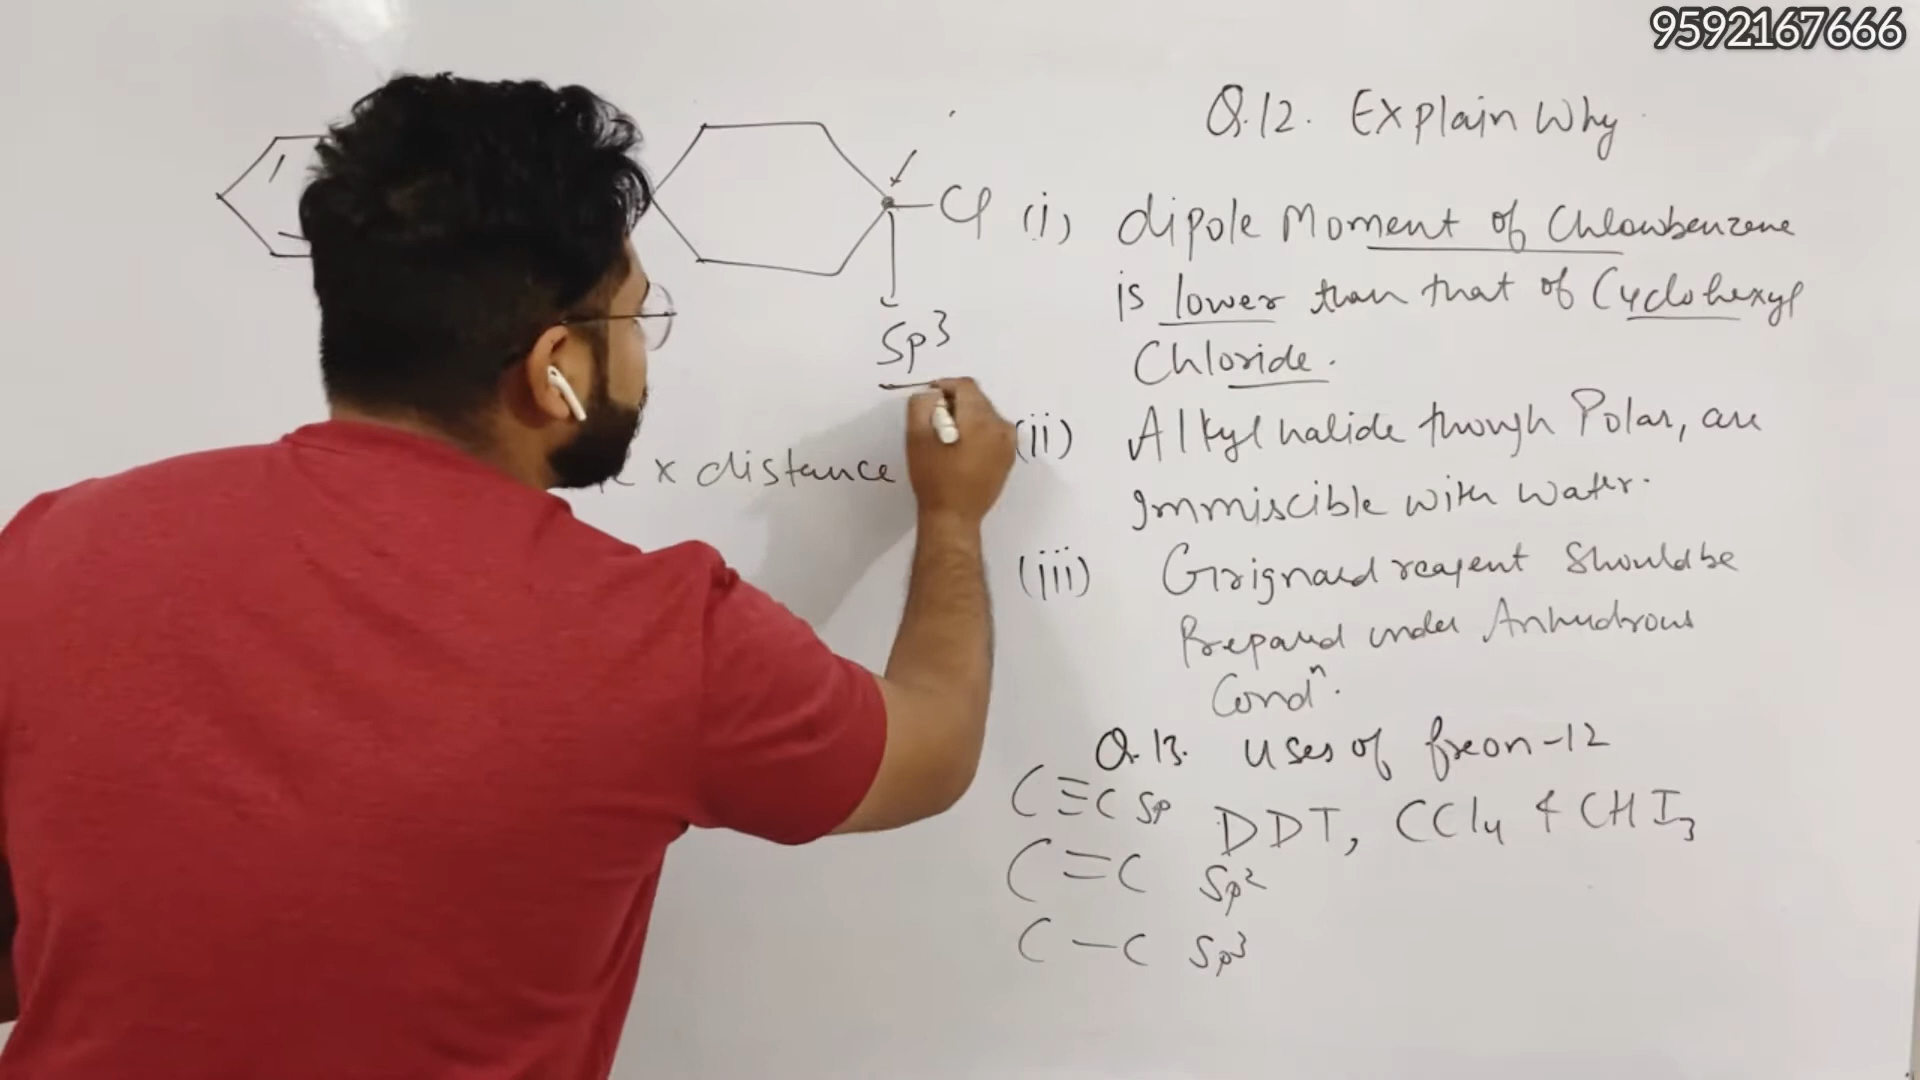 9592167666
Q.12. Explain Why
Cl
(i) dipole Moment of Chlorobenzene
is lower than that of Cyclohexyl
Chloride.
Sp3
x distance
(ii) Alkyl halide though Polar, are
Immiscible with water.
(iii) Grignard reagent Should be
Prepared under Anhydrous
Condn.
Q.13. uses of freon-12
C≡C Sp DDT, CCl4 & CHI3
C=C Sp2
C-C Sp3